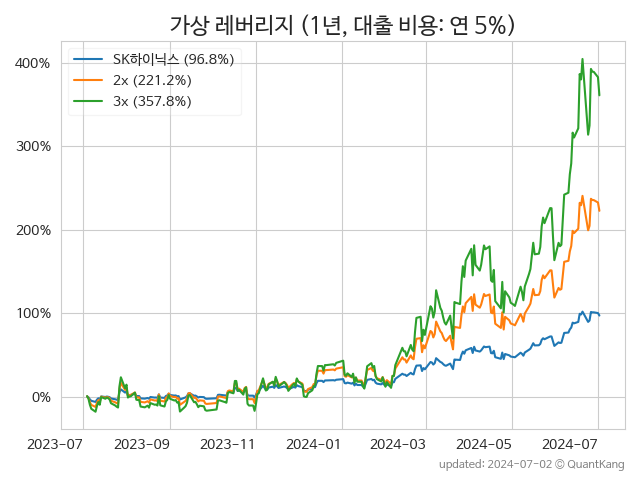 가상 레버리지 (1년, 대출 비용: 연 5%)
SK하이닉스 (96.8%)
2x (221.2%)
3x (357.8%)
400%
300%
200%
100%
0%
2023-07 2023-09 2023-11 2024-01 2024-03 2024-05 2024-07
updated: 2024-07-02 © QuantKang